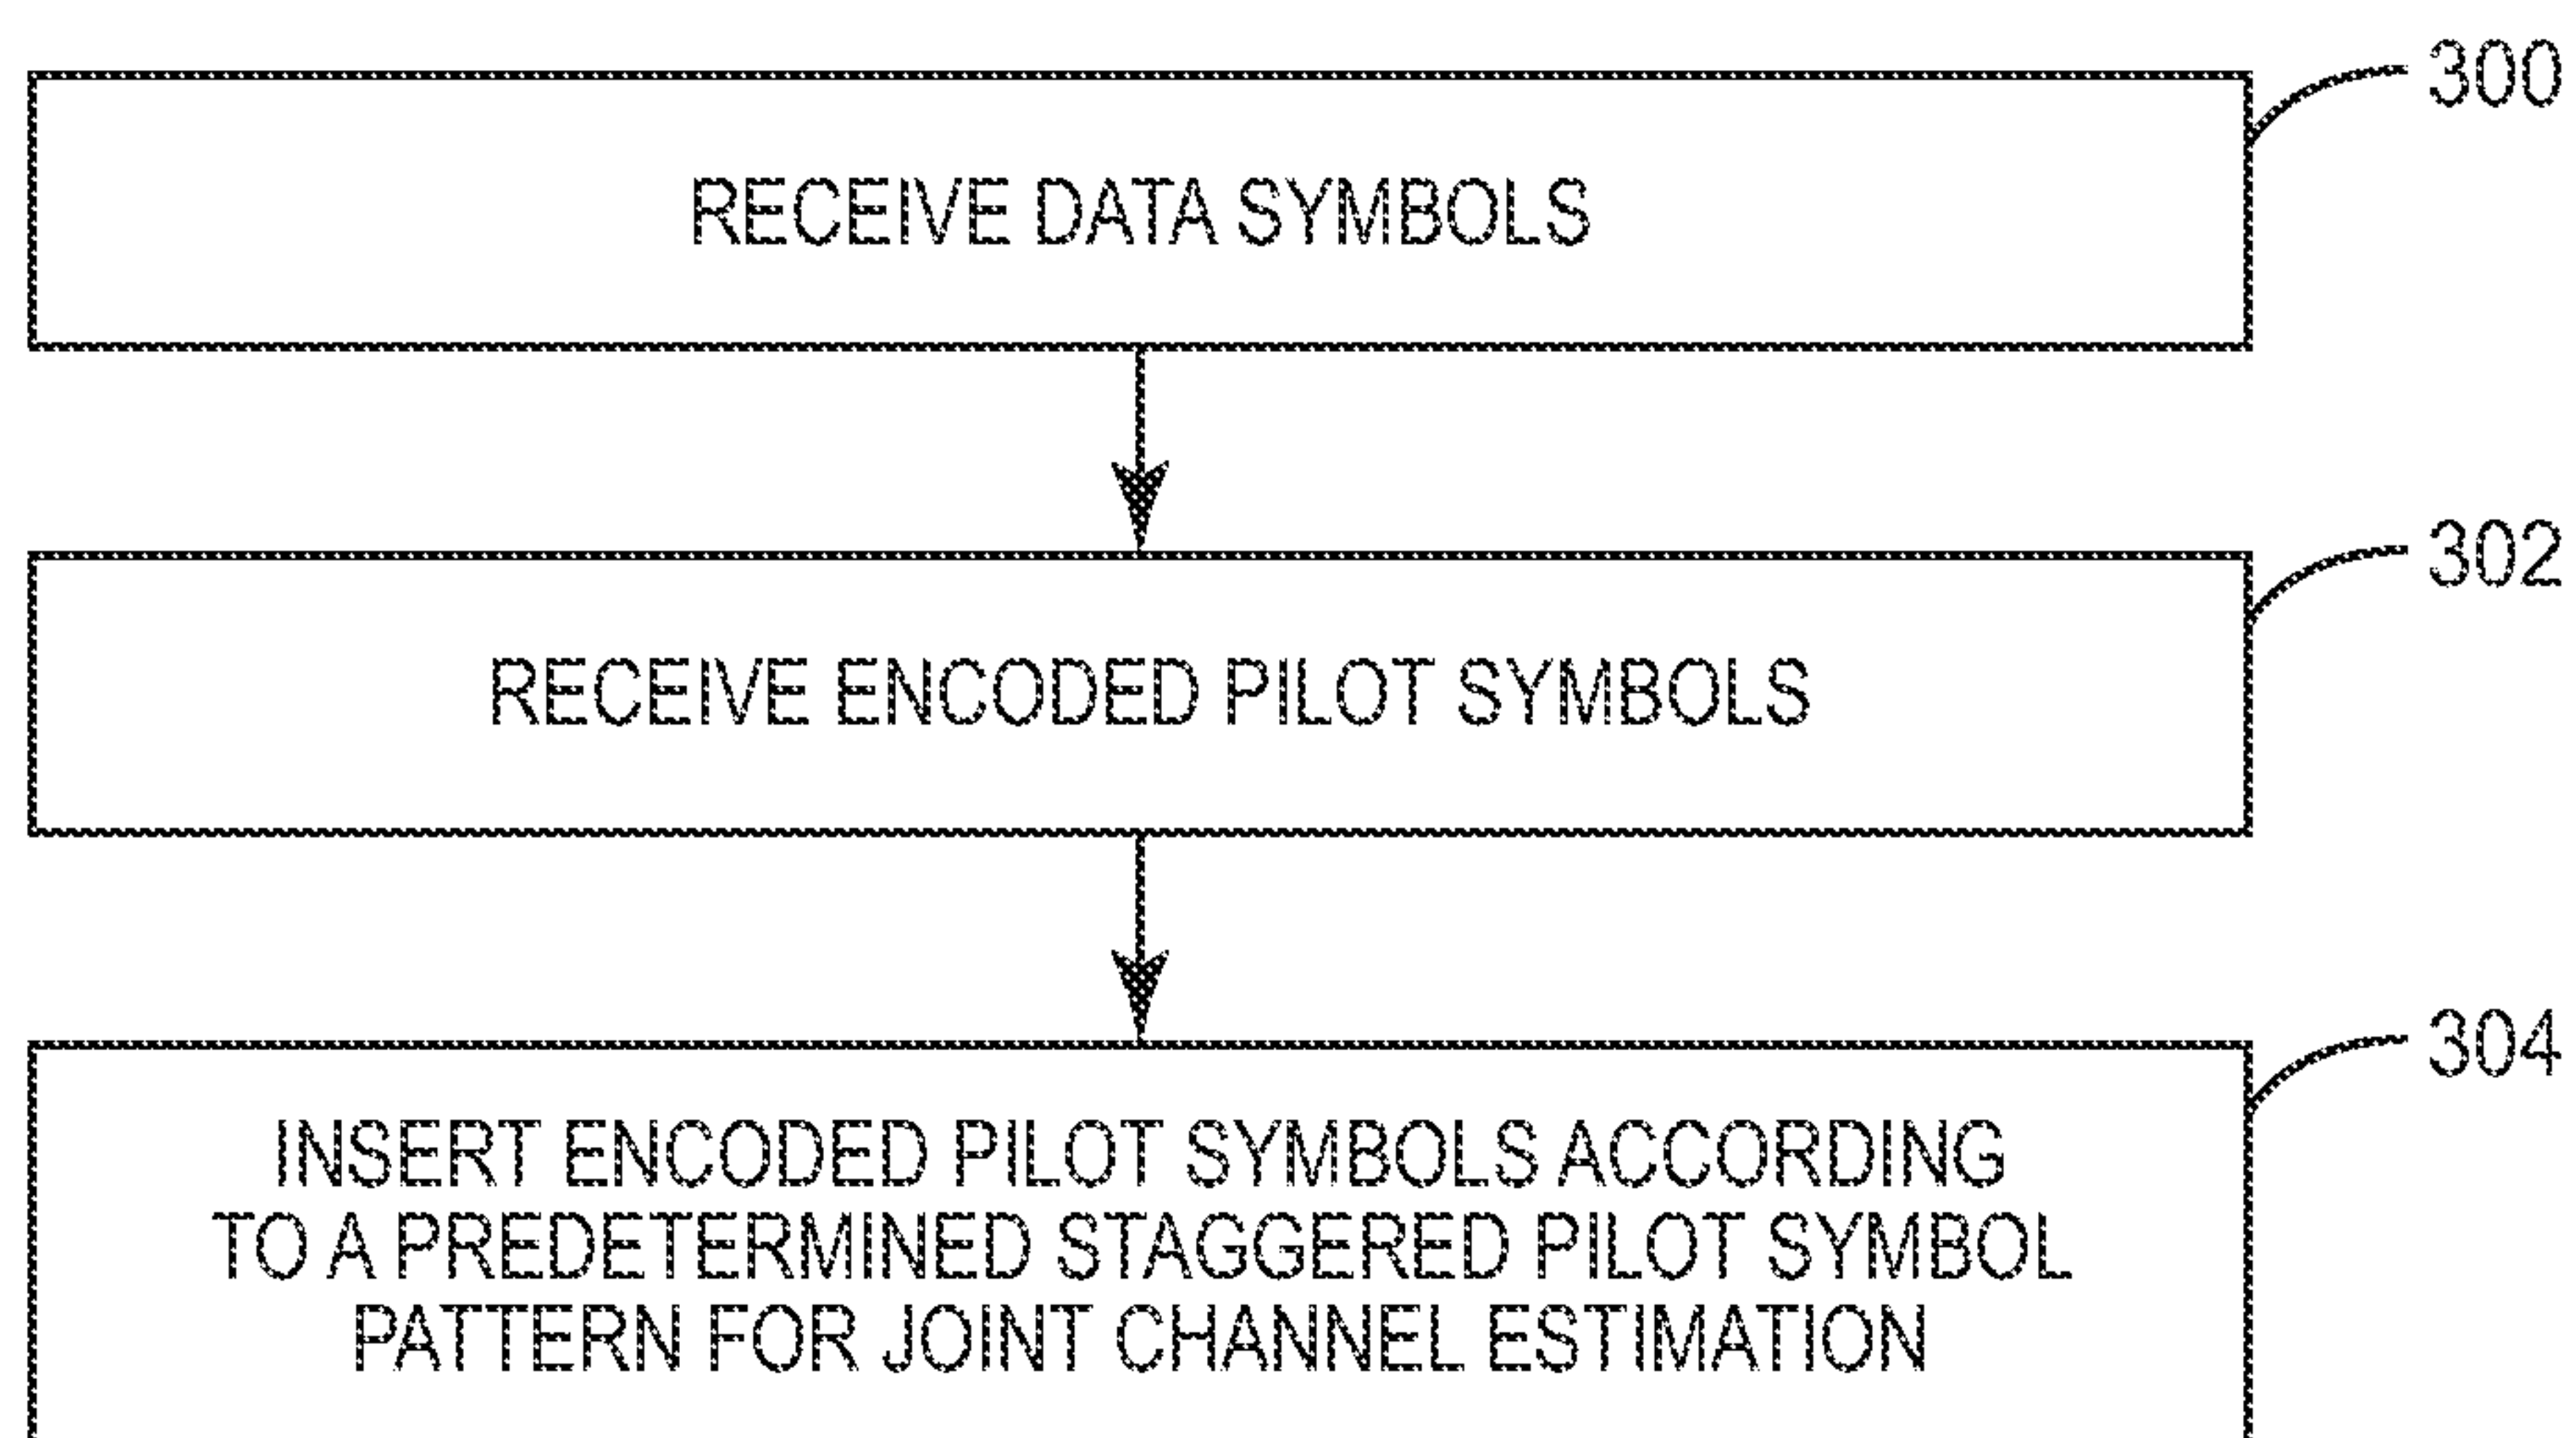 300
RECEIVE DATA SYMBOLS
302
RECEIVE ENCODED PILOT SYMBOLS
304
INSERT ENCODED PILOT SYMBOLS ACCORDING
TO A PREDETERMINED STAGGERED PILOT SYMBOL
PATTERN FOR JOINT CHANNEL ESTIMATION